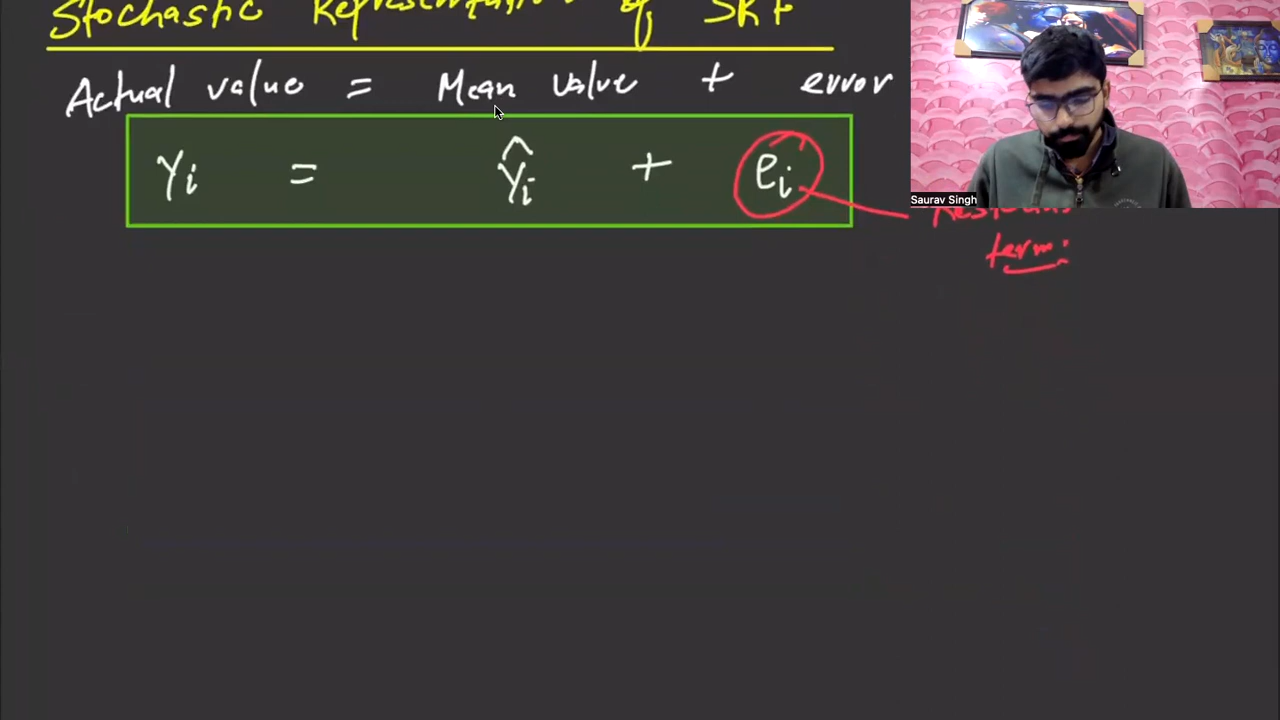 Stochastic Representation of SRF
Actual value = Mean value + error
Yi = Ŷi + ei
Saurav Singh
term: